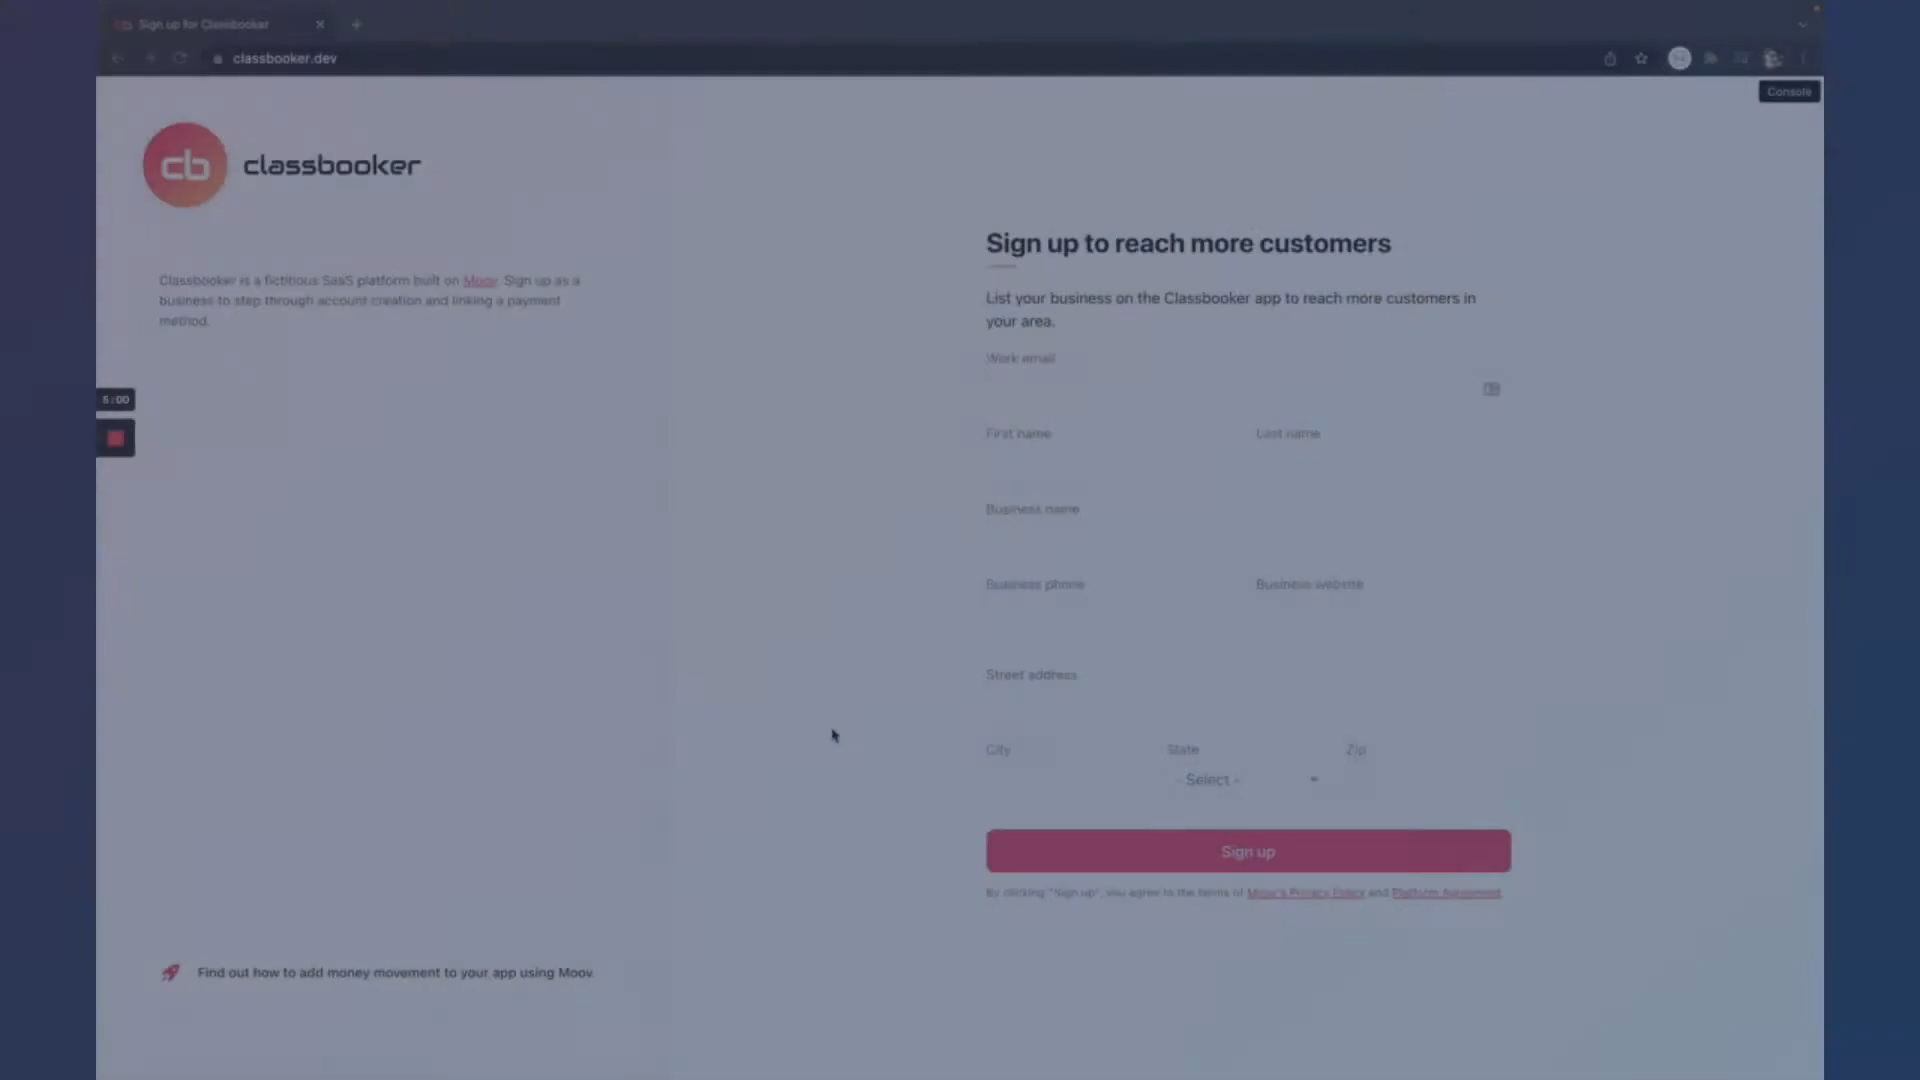 Sign up for Classbooker
classbooker.dev
Console
cb classbooker
Classbooker is a fictitious SaaS platform built on Moov. Sign up as a
business to step through account creation and linking a payment
method.
5:00
Sign up to reach more customers
List your business on the Classbooker app to reach more customers in
your area.
Work email
First name Last name
Business name
Business phone Business website
Street address
City State Zip
- Select -
Sign up
By clicking "Sign up", you agree to the terms of Moov's Privacy Policy and Platform Agreement.
Find out how to add money movement to your app using Moov